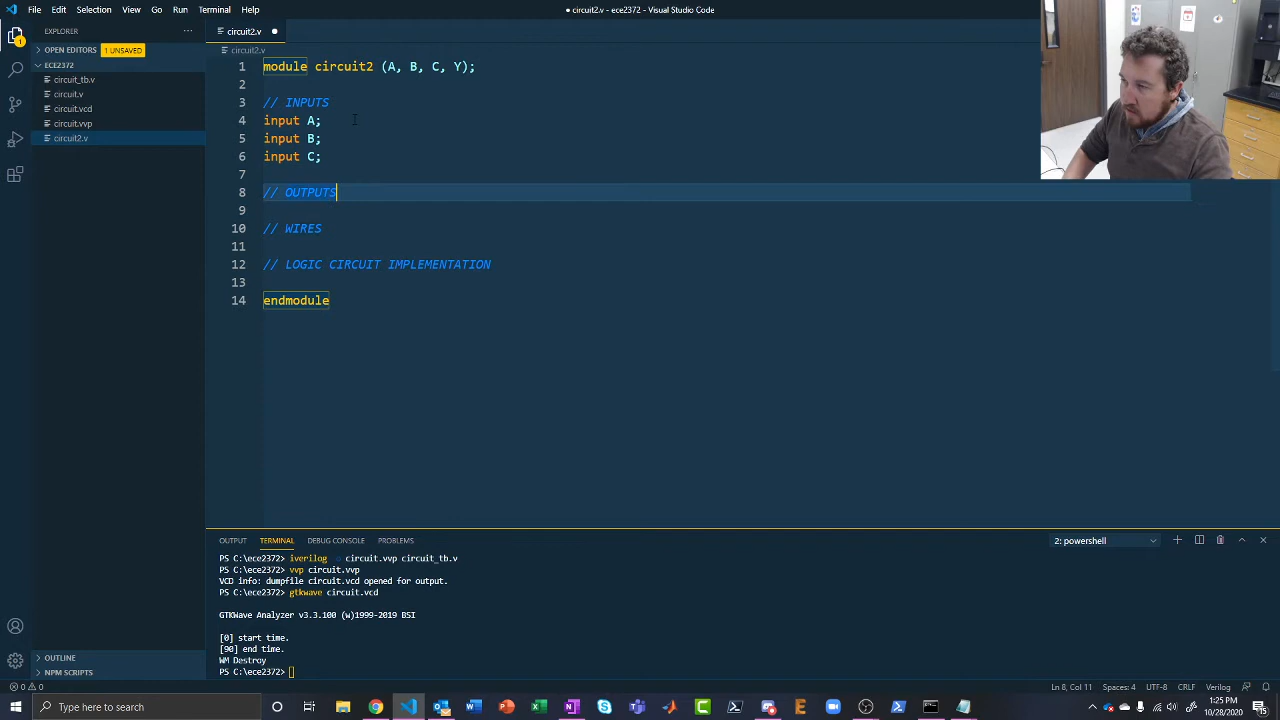 File Edit Selection View Go Run Terminal Help
● circuit2.v - ece2372 - Visual Studio Code
EXPLORER
OPEN EDITORS 1 UNSAVED
ECE2372
circuit_tb.v
circuit.v
circuit.vcd
circuit.vvp
circuit2.v
OUTLINE
NPM SCRIPTS
circuit2.v ●
circuit2.v
1 module circuit2 (A, B, C, Y);
2
3 // INPUTS
4 input A;
5 input B;
6 input C;
7
8 // OUTPUTS
9
10 // WIRES
11
12 // LOGIC CIRCUIT IMPLEMENTATION
13
14 endmodule
OUTPUT TERMINAL DEBUG CONSOLE PROBLEMS
2: powershell
PS C:\ece2372> iverilog -o circuit.vvp circuit_tb.v
PS C:\ece2372> vvp circuit.vvp
VCD info: dumpfile circuit.vcd opened for output.
PS C:\ece2372> gtkwave circuit.vcd
GTKWave Analyzer v3.3.100 (w)1999-2019 BSI
[0] start time.
[90] end time.
WM Destroy
PS C:\ece2372>
0 0
Ln 8, Col 11 Spaces: 4 UTF-8 CRLF Verilog
Type here to search
1:25 PM
10/28/2020